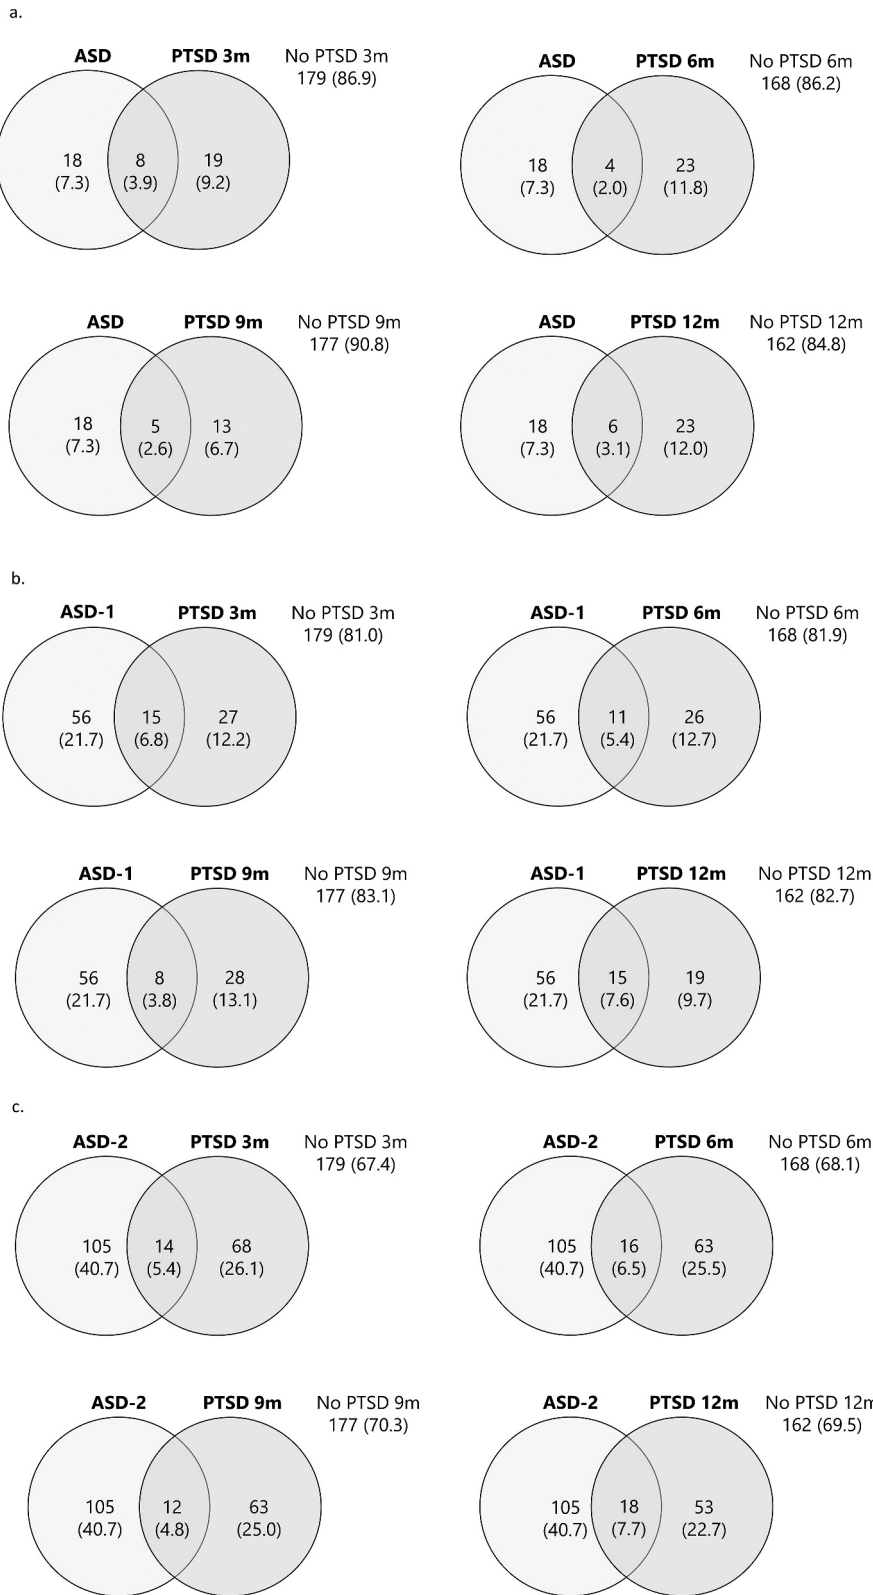 a.
ASD PTSD 3m No PTSD 3m
179 (86.9)
18 8 19
(7.3) (3.9) (9.2)
ASD PTSD 6m No PTSD 6m
168 (86.2)
18 4 23
(7.3) (2.0) (11.8)
ASD PTSD 9m No PTSD 9m
177 (90.8)
18 5 13
(7.3) (2.6) (6.7)
ASD PTSD 12m No PTSD 12m
162 (84.8)
18 6 23
(7.3) (3.1) (12.0)
b.
ASD-1 PTSD 3m No PTSD 3m
179 (81.0)
56 15 27
(21.7) (6.8) (12.2)
ASD-1 PTSD 6m No PTSD 6m
168 (81.9)
56 11 26
(21.7) (5.4) (12.7)
ASD-1 PTSD 9m No PTSD 9m
177 (83.1)
56 8 28
(21.7) (3.8) (13.1)
ASD-1 PTSD 12m No PTSD 12m
162 (82.7)
56 15 19
(21.7) (7.6) (9.7)
c.
ASD-2 PTSD 3m No PTSD 3m
179 (67.4)
105 14 68
(40.7) (5.4) (26.1)
ASD-2 PTSD 6m No PTSD 6m
168 (68.1)
105 16 63
(40.7) (6.5) (25.5)
ASD-2 PTSD 9m No PTSD 9m
177 (70.3)
105 12 63
(40.7) (4.8) (25.0)
ASD-2 PTSD 12m No PTSD 12m
162 (69.5)
105 18 53
(40.7) (7.7) (22.7)